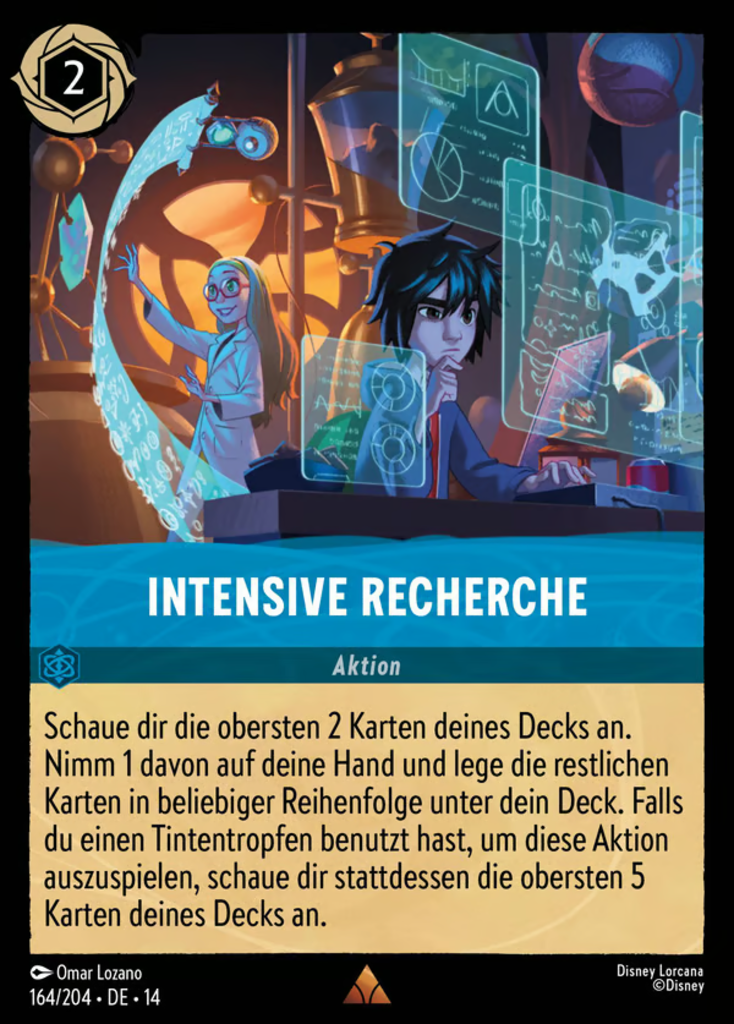 2
INTENSIVE RECHERCHE
Aktion
Schaue dir die obersten 2 Karten deines Decks an.
Nimm 1 davon auf deine Hand und lege die restlichen
Karten in beliebiger Reihenfolge unter dein Deck. Falls
du einen Tintentropfen benutzt hast, um diese Aktion
auszuspielen, schaue dir stattdessen die obersten 5
Karten deines Decks an.
Omar Lozano
164/204 • DE • 14
Disney Lorcana
©Disney